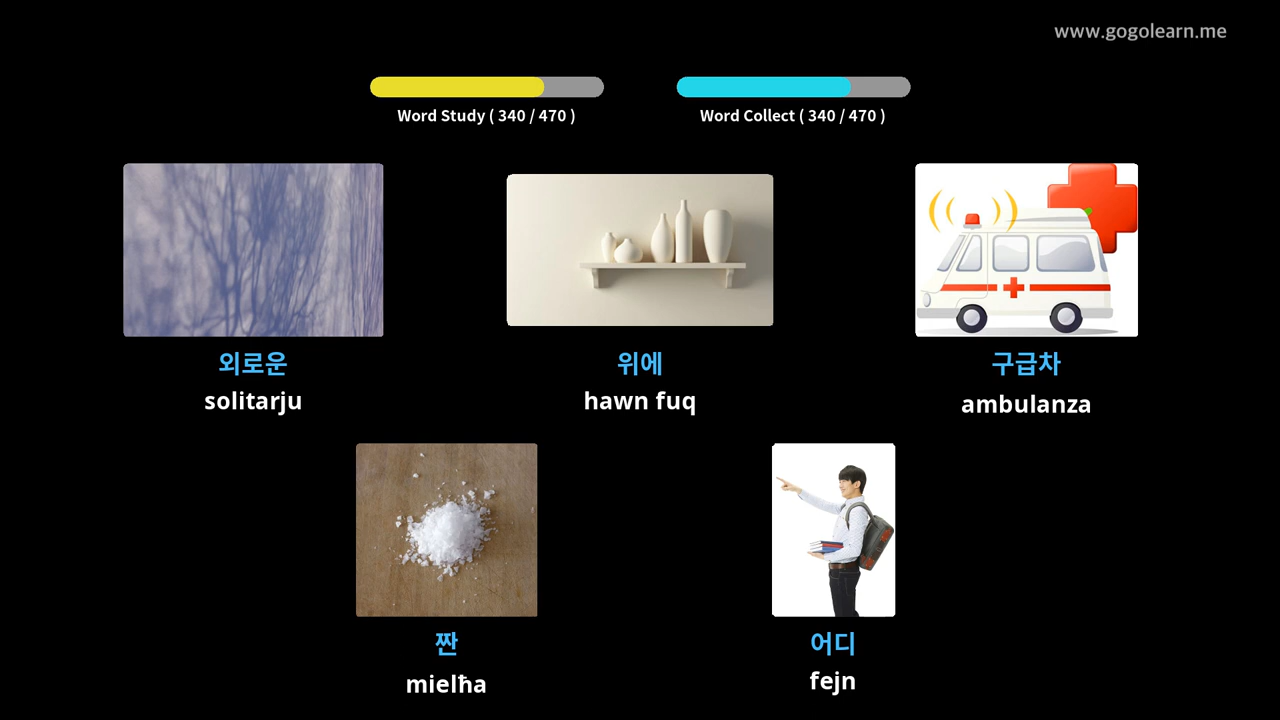 www.gogolearn.me
Word Study ( 340 / 470 )
Word Collect ( 340 / 470 )
외로운
solitarju
위에
hawn fuq
구급차
ambulanza
짠
mielħa
어디
fejn